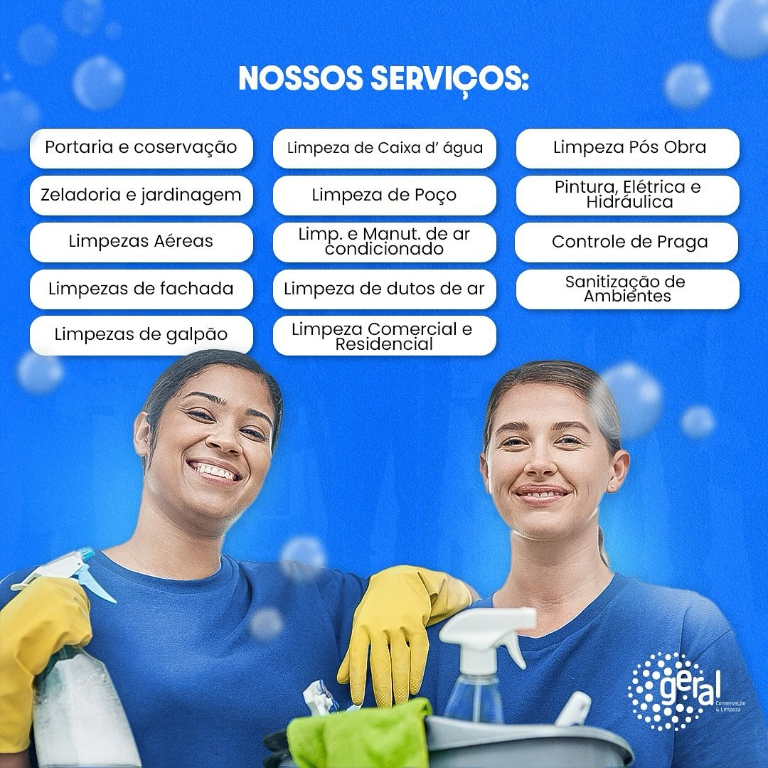 NOSSOS SERVIÇOS:
Portaria e coservação
Zeladoria e jardinagem
Limpezas Aéreas
Limpezas de fachada
Limpezas de galpão
Limpeza de Caixa d’ água
Limpeza de Poço
Limp. e Manut. de ar
condicionado
Limpeza de dutos de ar
Limpeza Comercial e
Residencial
Limpeza Pós Obra
Pintura, Elétrica e
Hidráulica
Controle de Praga
Sanitização de
Ambientes
geral
Conservação
& Limpeza